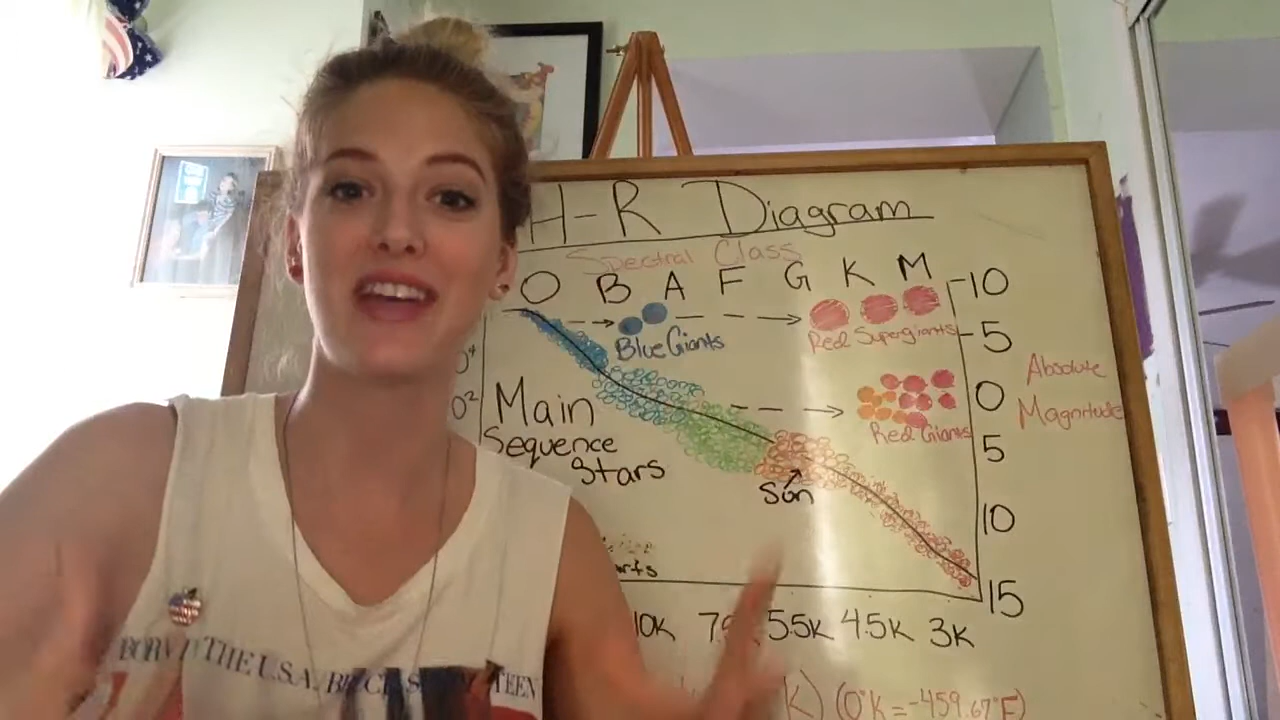 H-R Diagram
Spectral Class
O B A F G K M
-10
Blue Giants
Red Supergiants
-5
Absolute
Magnitude
0
Main
Sequence
Stars
Red Giants
5
Sun
10
15
10K 5.5K 4.5K 3K
K) (0°K=-459.67°F)
BORN IN THE U.S.A.